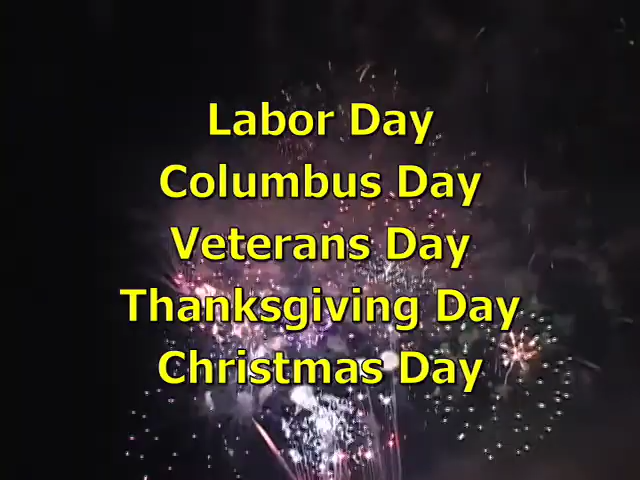 Labor Day
Columbus Day
Veterans Day
Thanksgiving Day
Christmas Day